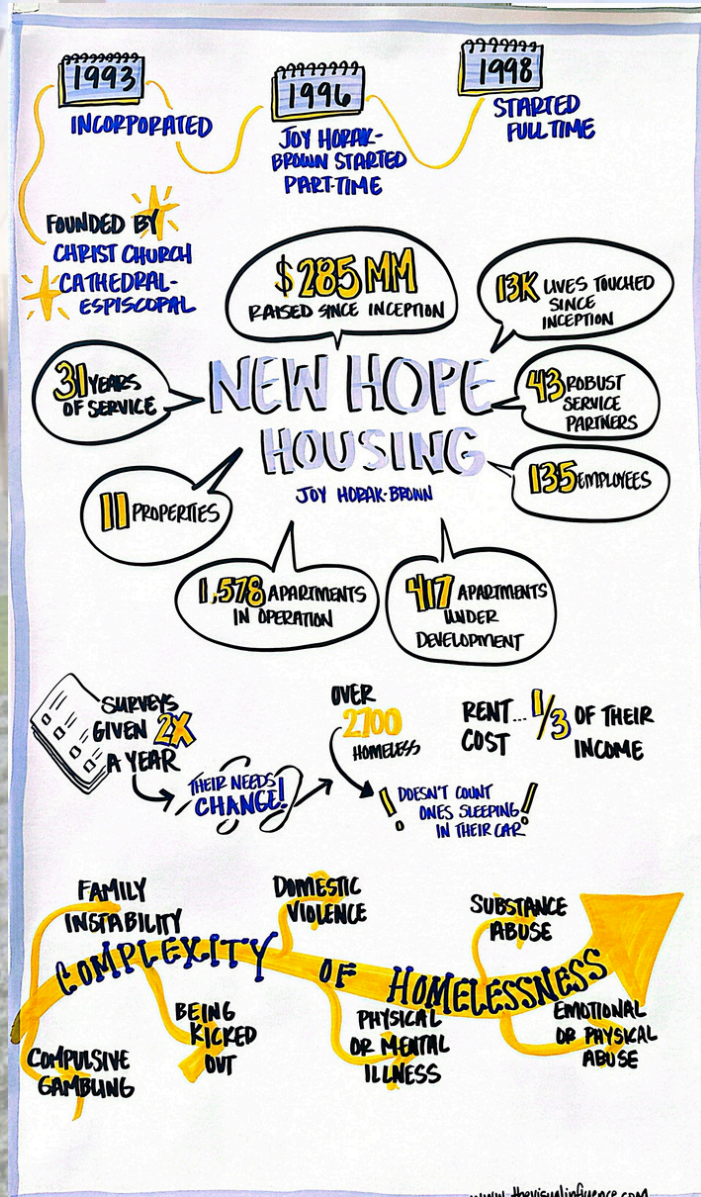 1993
INCORPORATED
1996
JOY HORAK-
BROWN STARTED
PART-TIME
1998
STARTED
FULL TIME
FOUNDED BY
CHRIST CHURCH
CATHEDRAL-
ESPISCOPAL
$285 MM
RAISED SINCE INCEPTION
13K LIVES TOUCHED
SINCE
INCEPTION
31 YEARS
OF SERVICE
NEW HOPE
HOUSING
JOY HORAK-BROWN
43 ROBUST
SERVICE
PARTNERS
135 EMPLOYEES
11 PROPERTIES
1,578 APARTMENTS
IN OPERATION
417 APARTMENTS
UNDER
DEVELOPMENT
SURVEYS
GIVEN 2X
A YEAR
THEIR NEEDS
CHANGE!
OVER
2700
HOMELESS
! DOESN'T COUNT
ONES SLEEPING
IN THEIR CAR !
RENT... 1/3 OF THEIR
COST INCOME
COMPLEXITY OF HOMELESSNESS
FAMILY
INSTABILITY
DOMESTIC
VIOLENCE
SUBSTANCE
ABUSE
COMPULSIVE
GAMBLING
BEING
KICKED
OUT
PHYSICAL
OR MENTAL
ILLNESS
EMOTIONAL
OR PHYSICAL
ABUSE
www.thevisualinfluence.com